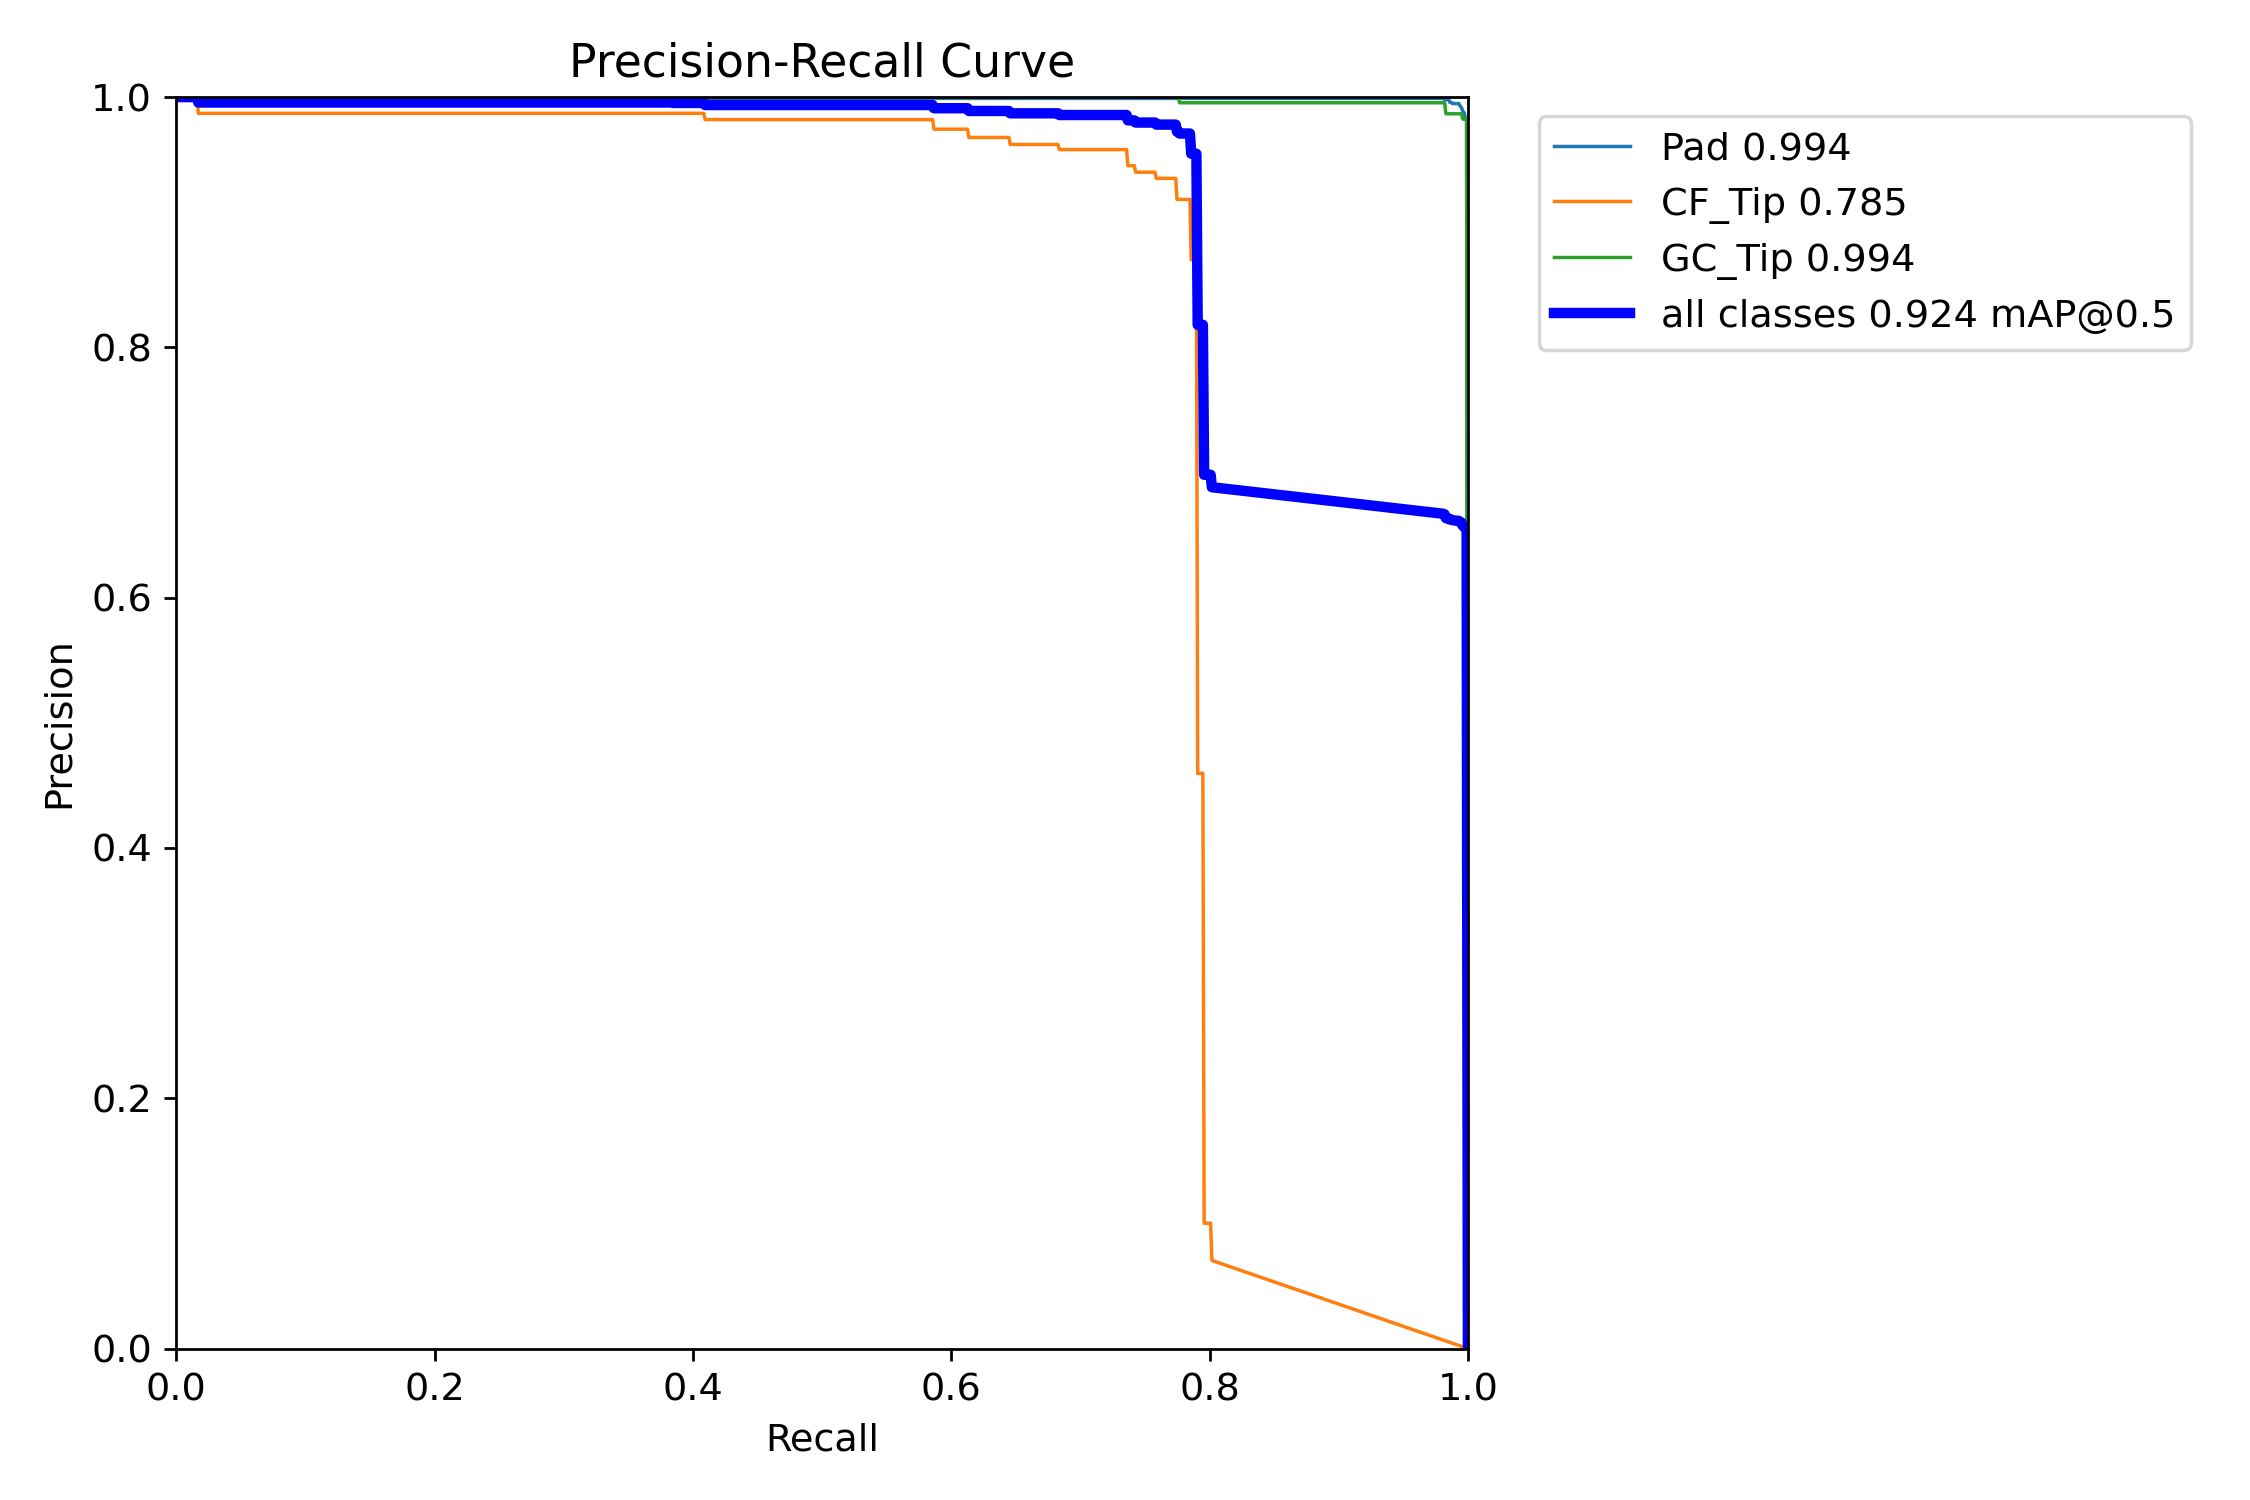 Precision-Recall Curve
1.0
0.8
0.6
0.4
0.2
0.0
Precision
0.0 0.2 0.4 0.6 0.8 1.0
Recall
Pad 0.994
CF_Tip 0.785
GC_Tip 0.994
all classes 0.924 mAP@0.5